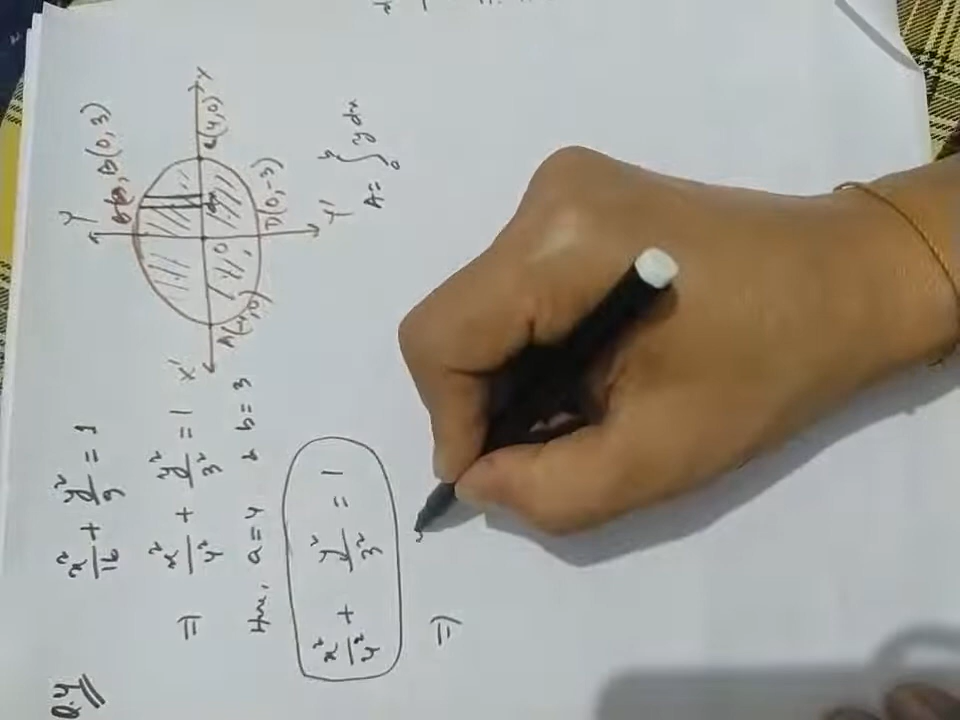 Q.4
x²/16 + y²/9 = 1
⇒ x²/4² + y²/3² = 1
Here, a = 4 & b = 3
x²/4² + y²/3² = 1
⇒
Y
B(0, 3)
X
(4,0)
O
A(-4,0)
D(0,-3)
X'
Y'
A = ∫₀⁴ y dx